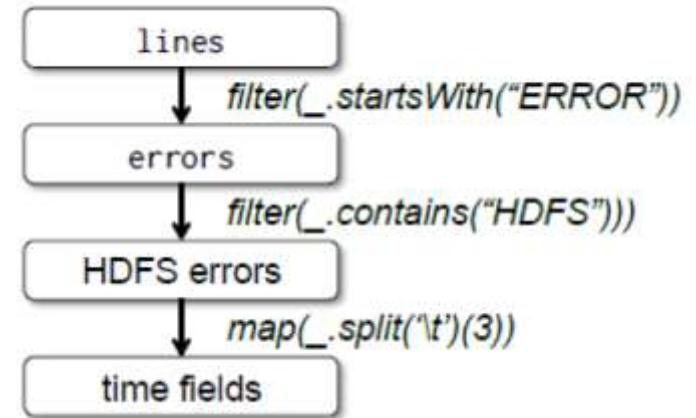 lines
filter(_.startsWith(“ERROR”))
errors
filter(_.contains(“HDFS”)))
HDFS errors
map(_.split(‘\t’)(3))
time fields